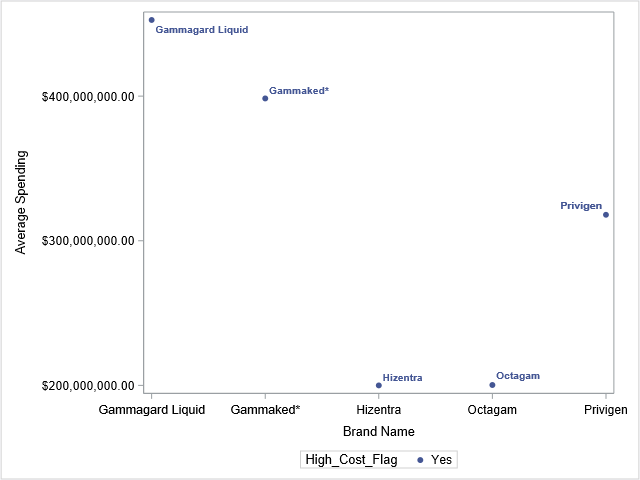 Gammagard Liquid
Gammaked*
$400,000,000.00
Privigen
$300,000,000.00
Hizentra
Octagam
$200,000,000.00
Average Spending
Gammagard Liquid Gammaked* Hizentra Octagam Privigen
Brand Name
High_Cost_Flag Yes